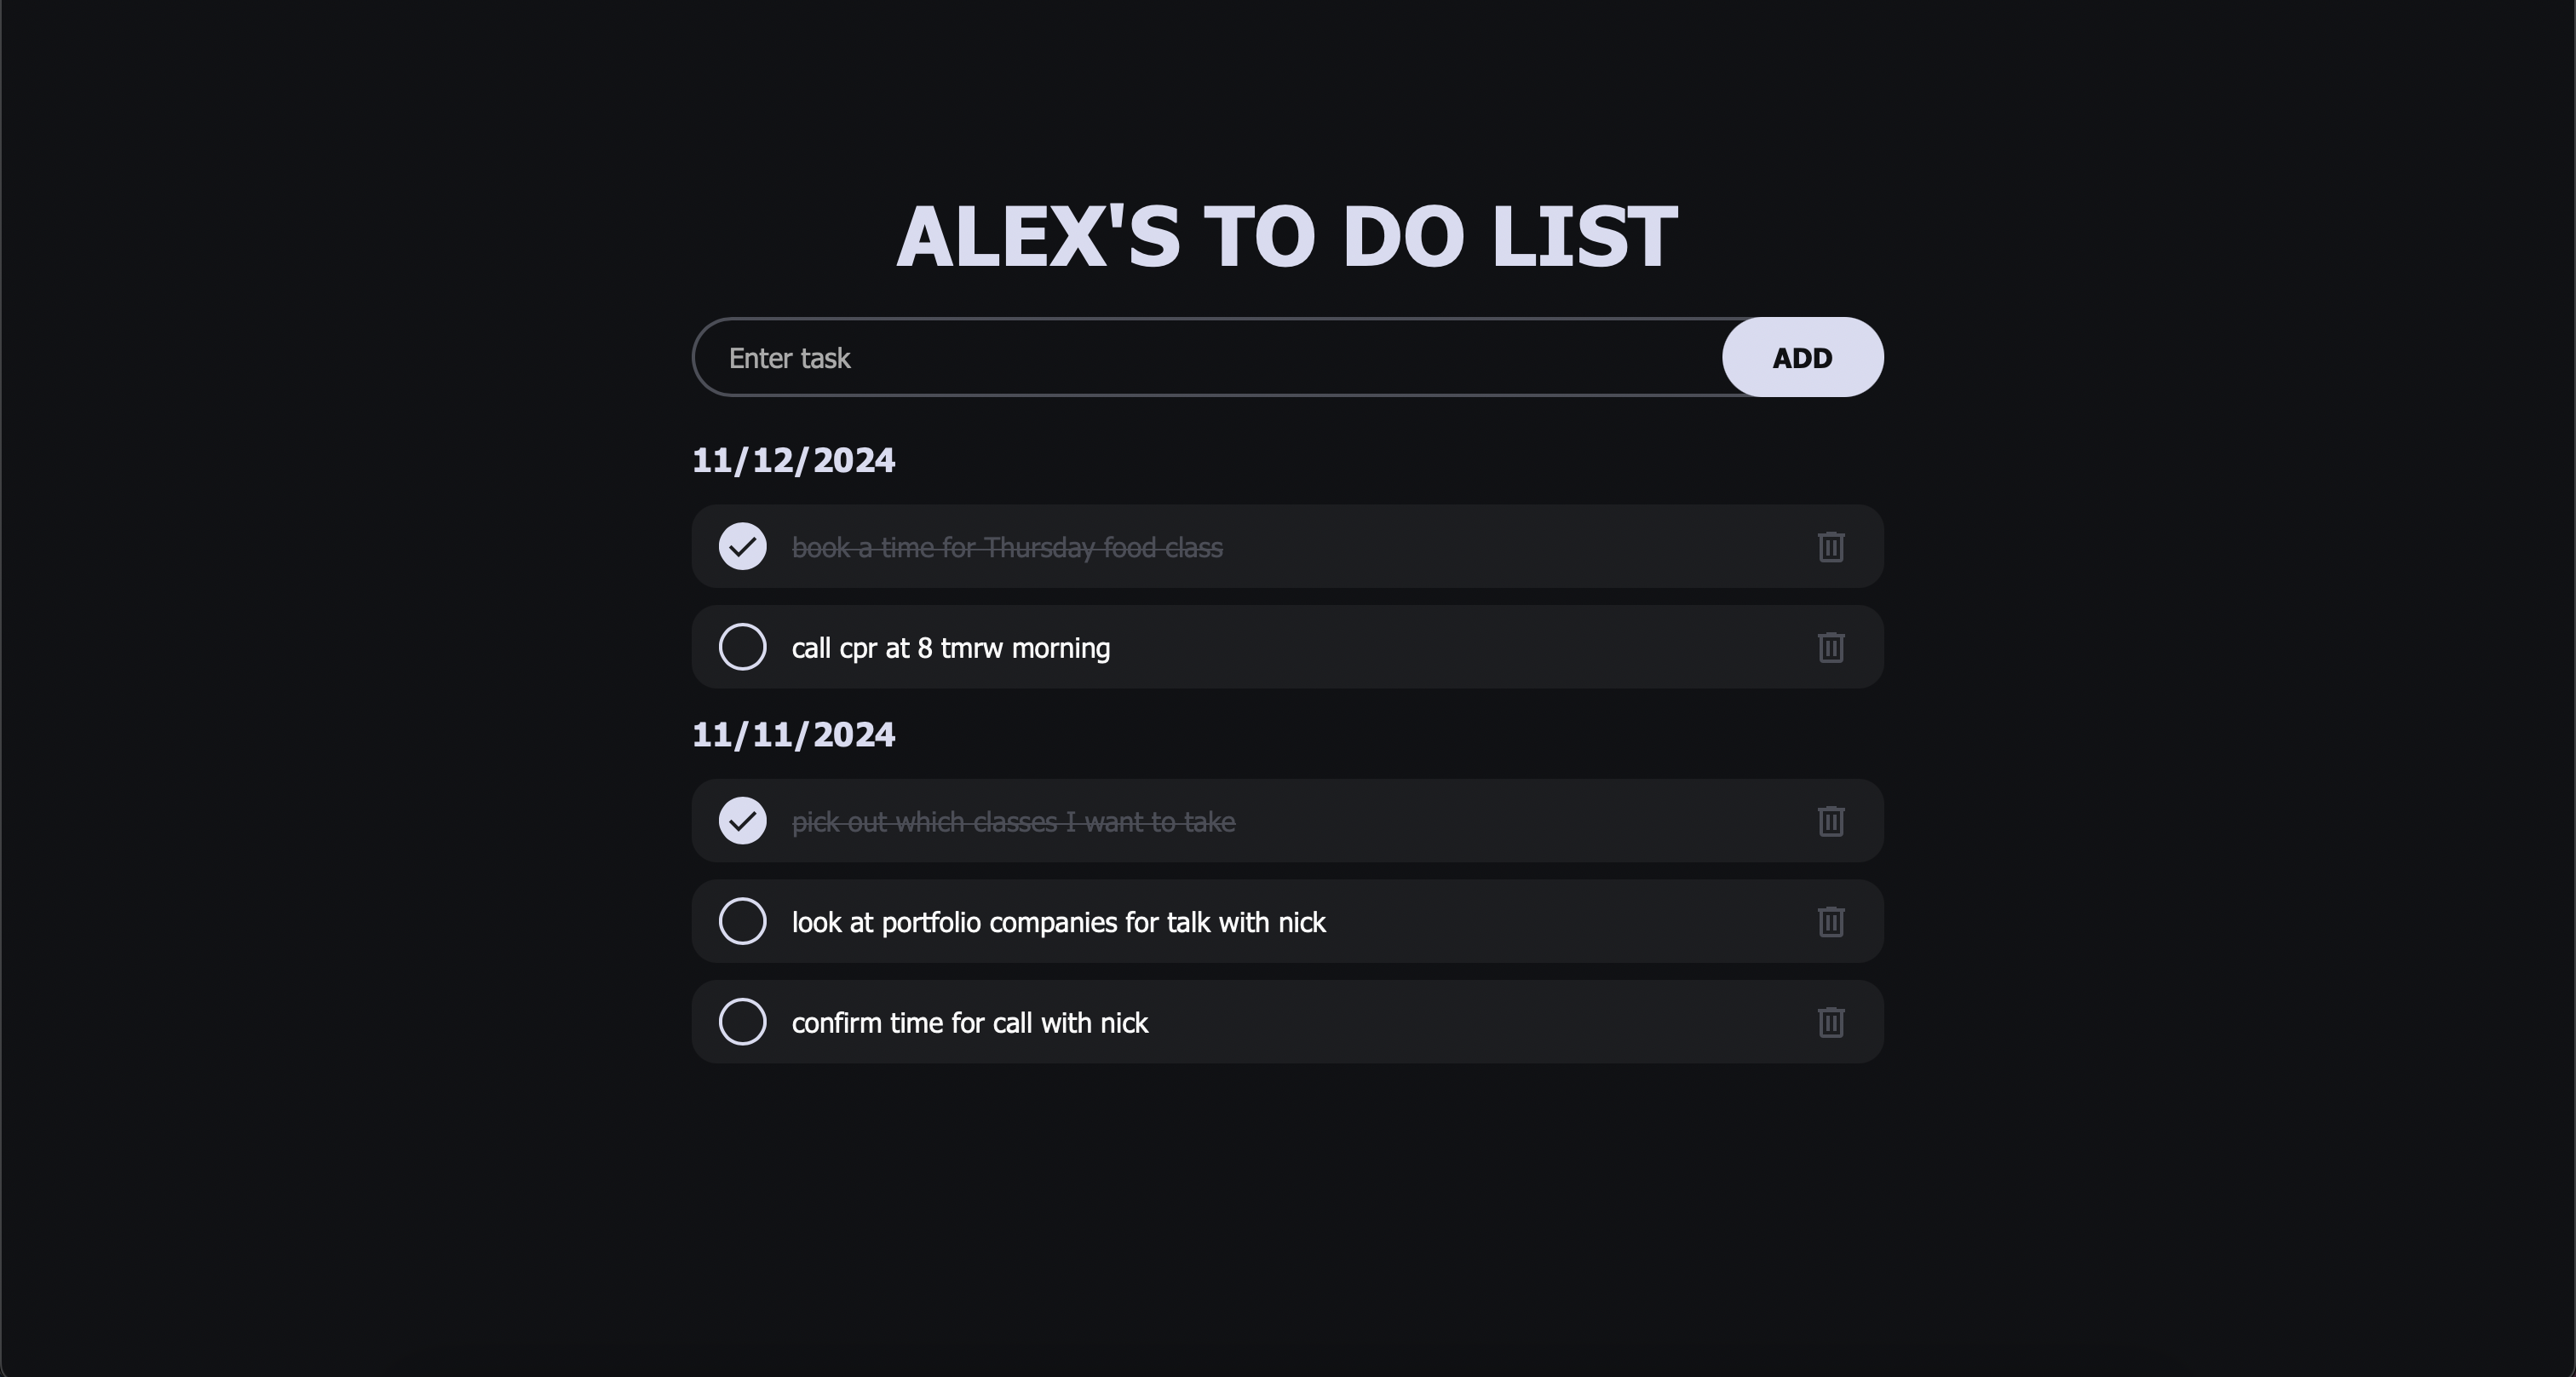 ALEX'S TO DO LIST
Enter task
ADD
11/12/2024
book a time for Thursday food class
call cpr at 8 tmrw morning
11/11/2024
pick out which classes I want to take
look at portfolio companies for talk with nick
confirm time for call with nick